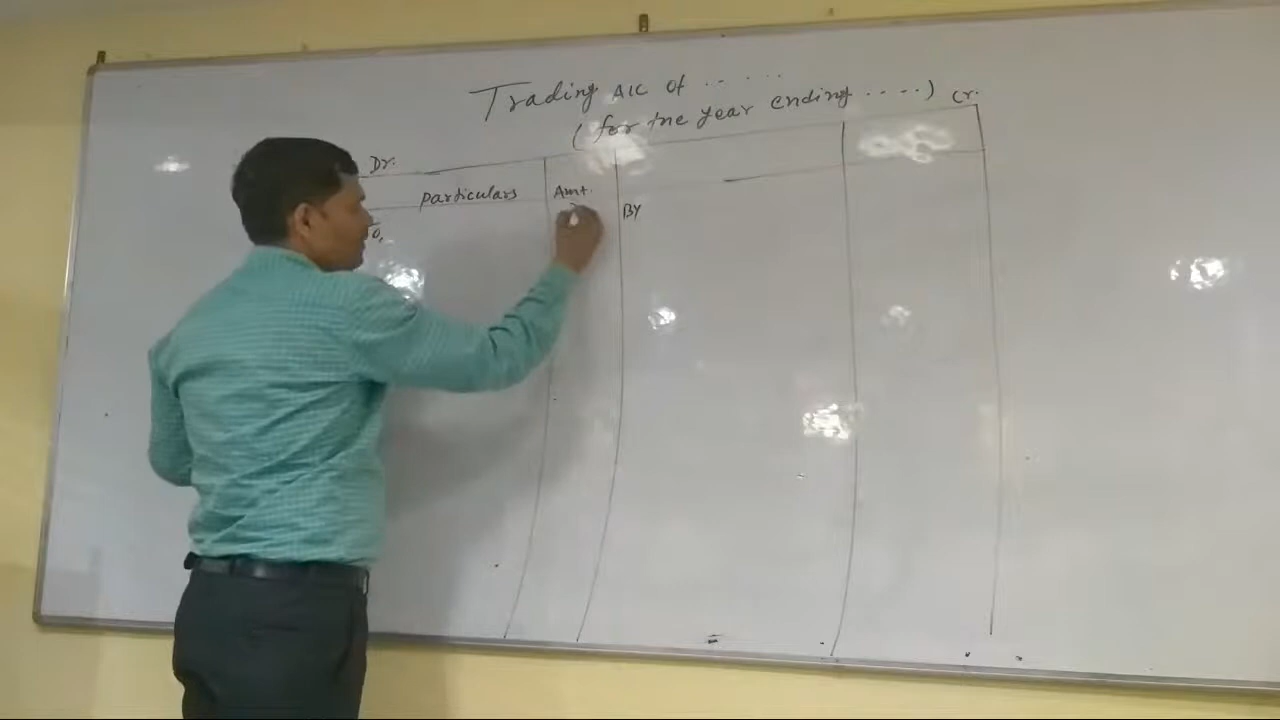 Trading A/C of .. ....
( for the year ending .....) Cr.
Dr.
Particulars Amt.
BY